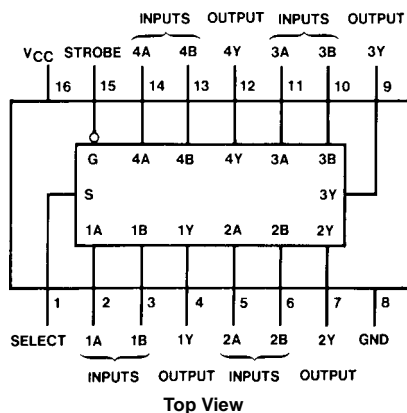 INPUTS OUTPUT INPUTS OUTPUT
VCC STROBE 4A 4B 4Y 3A 3B 3Y
16 15 14 13 12 11 10 9
G 4A 4B 4Y 3A 3B
S 3Y
1A 1B 1Y 2A 2B 2Y
1 2 3 4 5 6 7 8
SELECT 1A 1B 1Y 2A 2B 2Y GND
INPUTS OUTPUT INPUTS OUTPUT
Top View